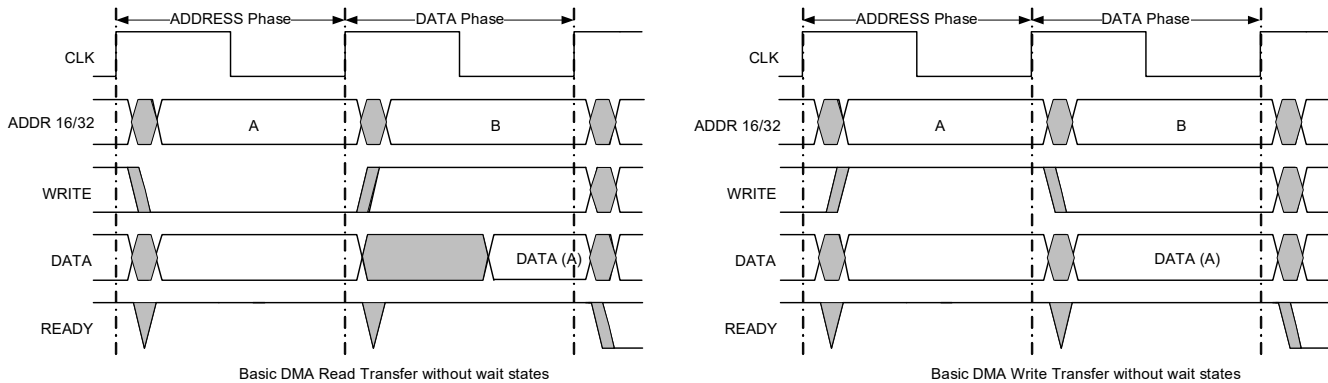 ADDRESS Phase DATA Phase
CLK
ADDR 16/32 A B
WRITE
DATA DATA (A)
READY
Basic DMA Read Transfer without wait states
ADDRESS Phase DATA Phase
CLK
ADDR 16/32 A B
WRITE
DATA DATA (A)
READY
Basic DMA Write Transfer without wait states